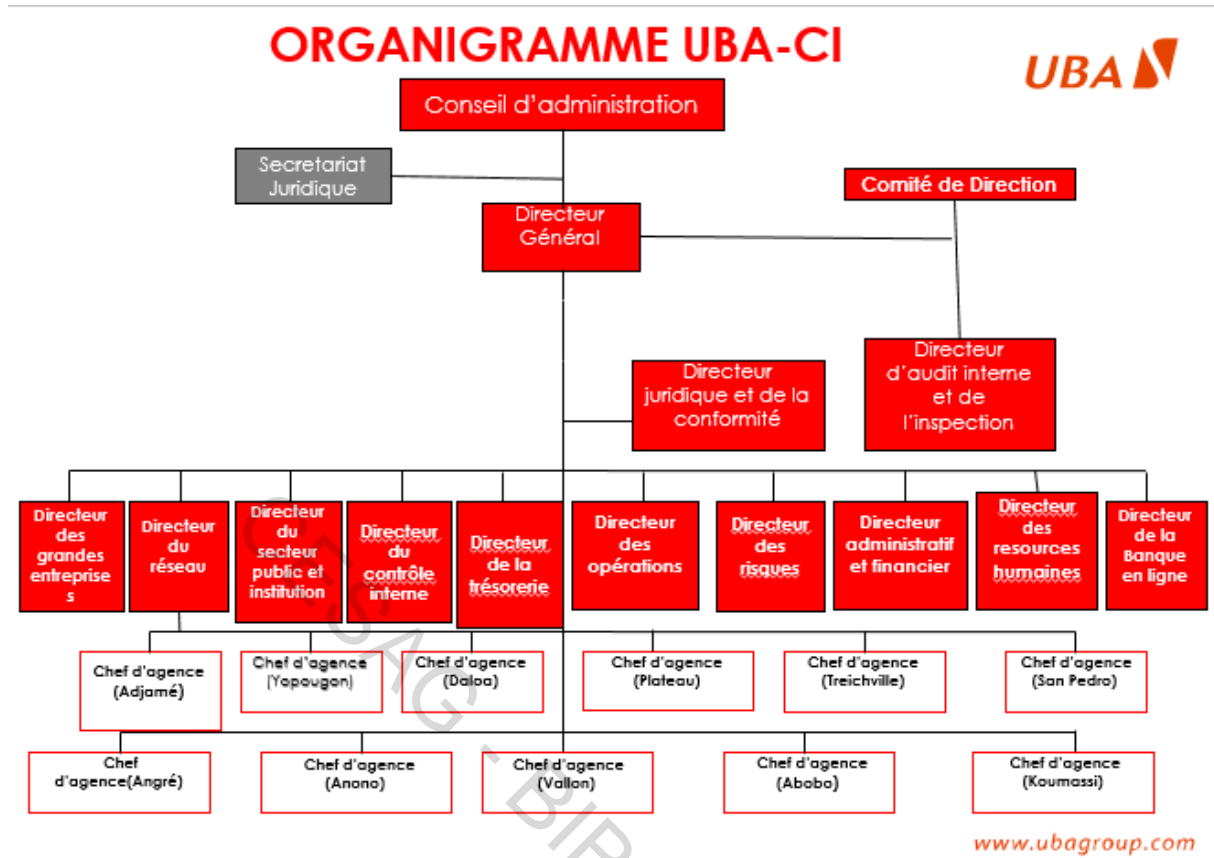 ORGANIGRAMME UBA-CI
UBA
Conseil d'administration
Secretariat
Juridique
Comité de Direction
Directeur
Général
Directeur
juridique et de la
conformité
Directeur
d'audit interne
et de
l'inspection
Directeur
des
grandes
entreprise
s
Directeur
du
réseau
Directeur
du
secteur
public et
institution
Directeur
du
contrôle
interne
Directeur
de la
trésorerie
Directeur
des
opérations
Directeur
des
risques
Directeur
administratif
et financier
Directeur
des
resources
humaines
Directeur
de la
Banque
en ligne
Chef d'agence
(Adjamé)
Chef d'agence
(Yopougon)
Chef d'agence
(Daloa)
Chef d'agence
(Plateau)
Chef d'agence
(Treichville)
Chef d'agence
(San Pedro)
Chef
d'agence(Angré)
Chef d'agence
(Anono)
Chef d'agence
(Vallon)
Chef d'agence
(Abobo)
Chef d'agence
(Koumassi)
CESAG - BIB
www.ubagroup.com